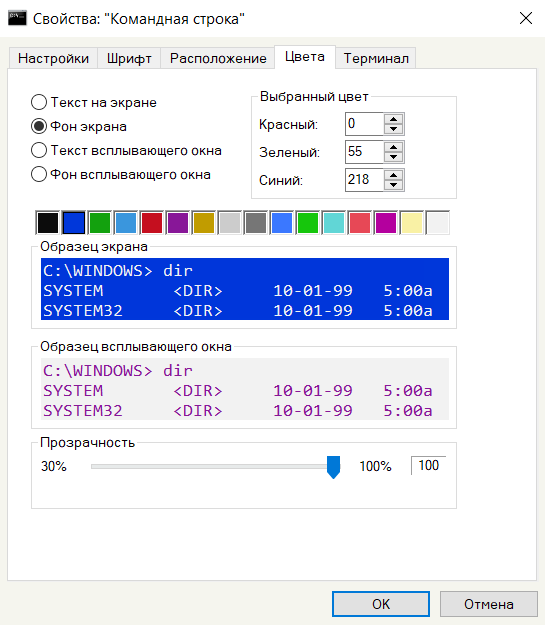 Свойства: "Командная строка"
Настройки Шрифт Расположение Цвета Терминал
Текст на экране
Фон экрана
Текст всплывающего окна
Фон всплывающего окна
Выбранный цвет
Красный: 0
Зеленый: 55
Синий: 218
Образец экрана
C:\WINDOWS> dir
SYSTEM <DIR> 10-01-99 5:00a
SYSTEM32 <DIR> 10-01-99 5:00a
Образец всплывающего окна
C:\WINDOWS> dir
SYSTEM <DIR> 10-01-99 5:00a
SYSTEM32 <DIR> 10-01-99 5:00a
Прозрачность
30% 100% 100
OK Отмена